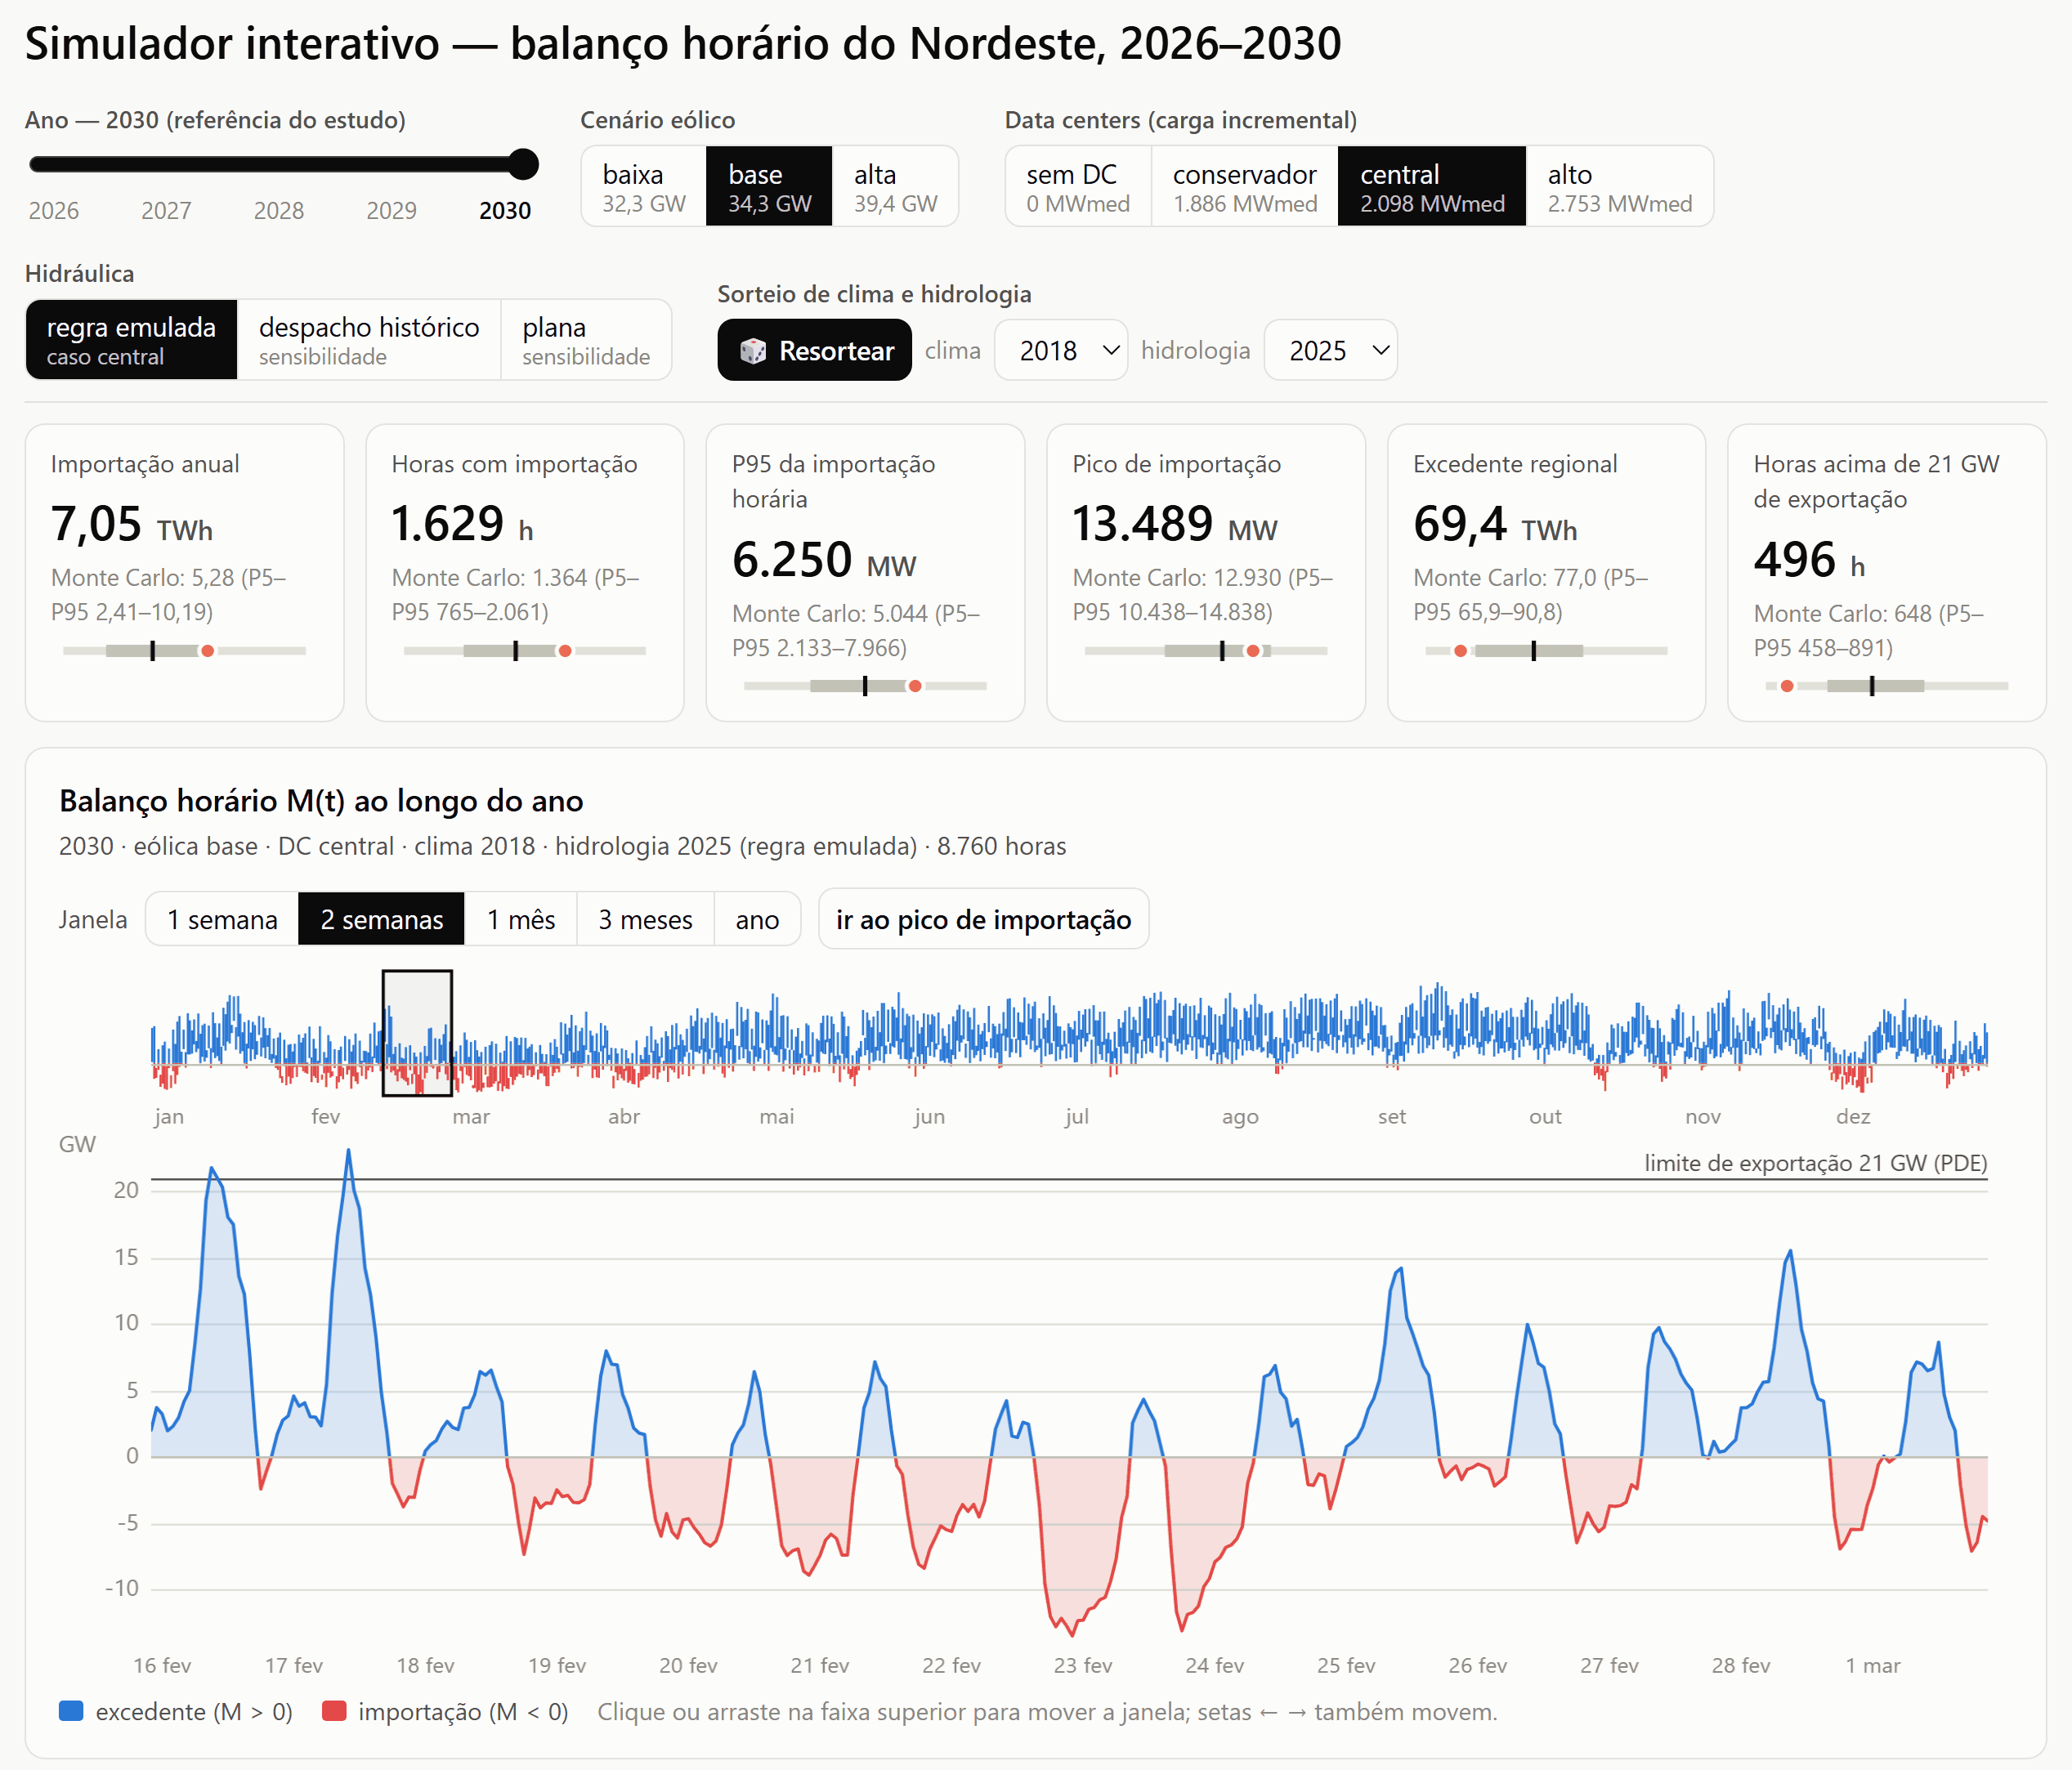 Simulador interativo — balanço horário do Nordeste, 2026–2030
Ano — 2030 (referência do estudo)
2026 2027 2028 2029 2030
Cenário eólico
baixa
32,3 GW
base
34,3 GW
alta
39,4 GW
Data centers (carga incremental)
sem DC
0 MWmed
conservador
1.886 MWmed
central
2.098 MWmed
alto
2.753 MWmed
Hidráulica
regra emulada
caso central
despacho histórico
sensibilidade
plana
sensibilidade
Sorteio de clima e hidrologia
🎲 Resortear clima 2018 hidrologia 2025
Importação anual
7,05 TWh
Monte Carlo: 5,28 (P5–
P95 2,41–10,19)
Horas com importação
1.629 h
Monte Carlo: 1.364 (P5–
P95 765–2.061)
P95 da importação
horária
6.250 MW
Monte Carlo: 5.044 (P5–
P95 2.133–7.966)
Pico de importação
13.489 MW
Monte Carlo: 12.930 (P5–
P95 10.438–14.838)
Excedente regional
69,4 TWh
Monte Carlo: 77,0 (P5–
P95 65,9–90,8)
Horas acima de 21 GW
de exportação
496 h
Monte Carlo: 648 (P5–
P95 458–891)
Balanço horário M(t) ao longo do ano
2030 · eólica base · DC central · clima 2018 · hidrologia 2025 (regra emulada) · 8.760 horas
Janela 1 semana 2 semanas 1 mês 3 meses ano ir ao pico de importação
jan fev mar abr mai jun jul ago set out nov dez
GW
limite de exportação 21 GW (PDE)
20
15
10
5
0
-5
-10
16 fev 17 fev 18 fev 19 fev 20 fev 21 fev 22 fev 23 fev 24 fev 25 fev 26 fev 27 fev 28 fev 1 mar
excedente (M > 0) importação (M < 0) Clique ou arraste na faixa superior para mover a janela; setas ← → também movem.